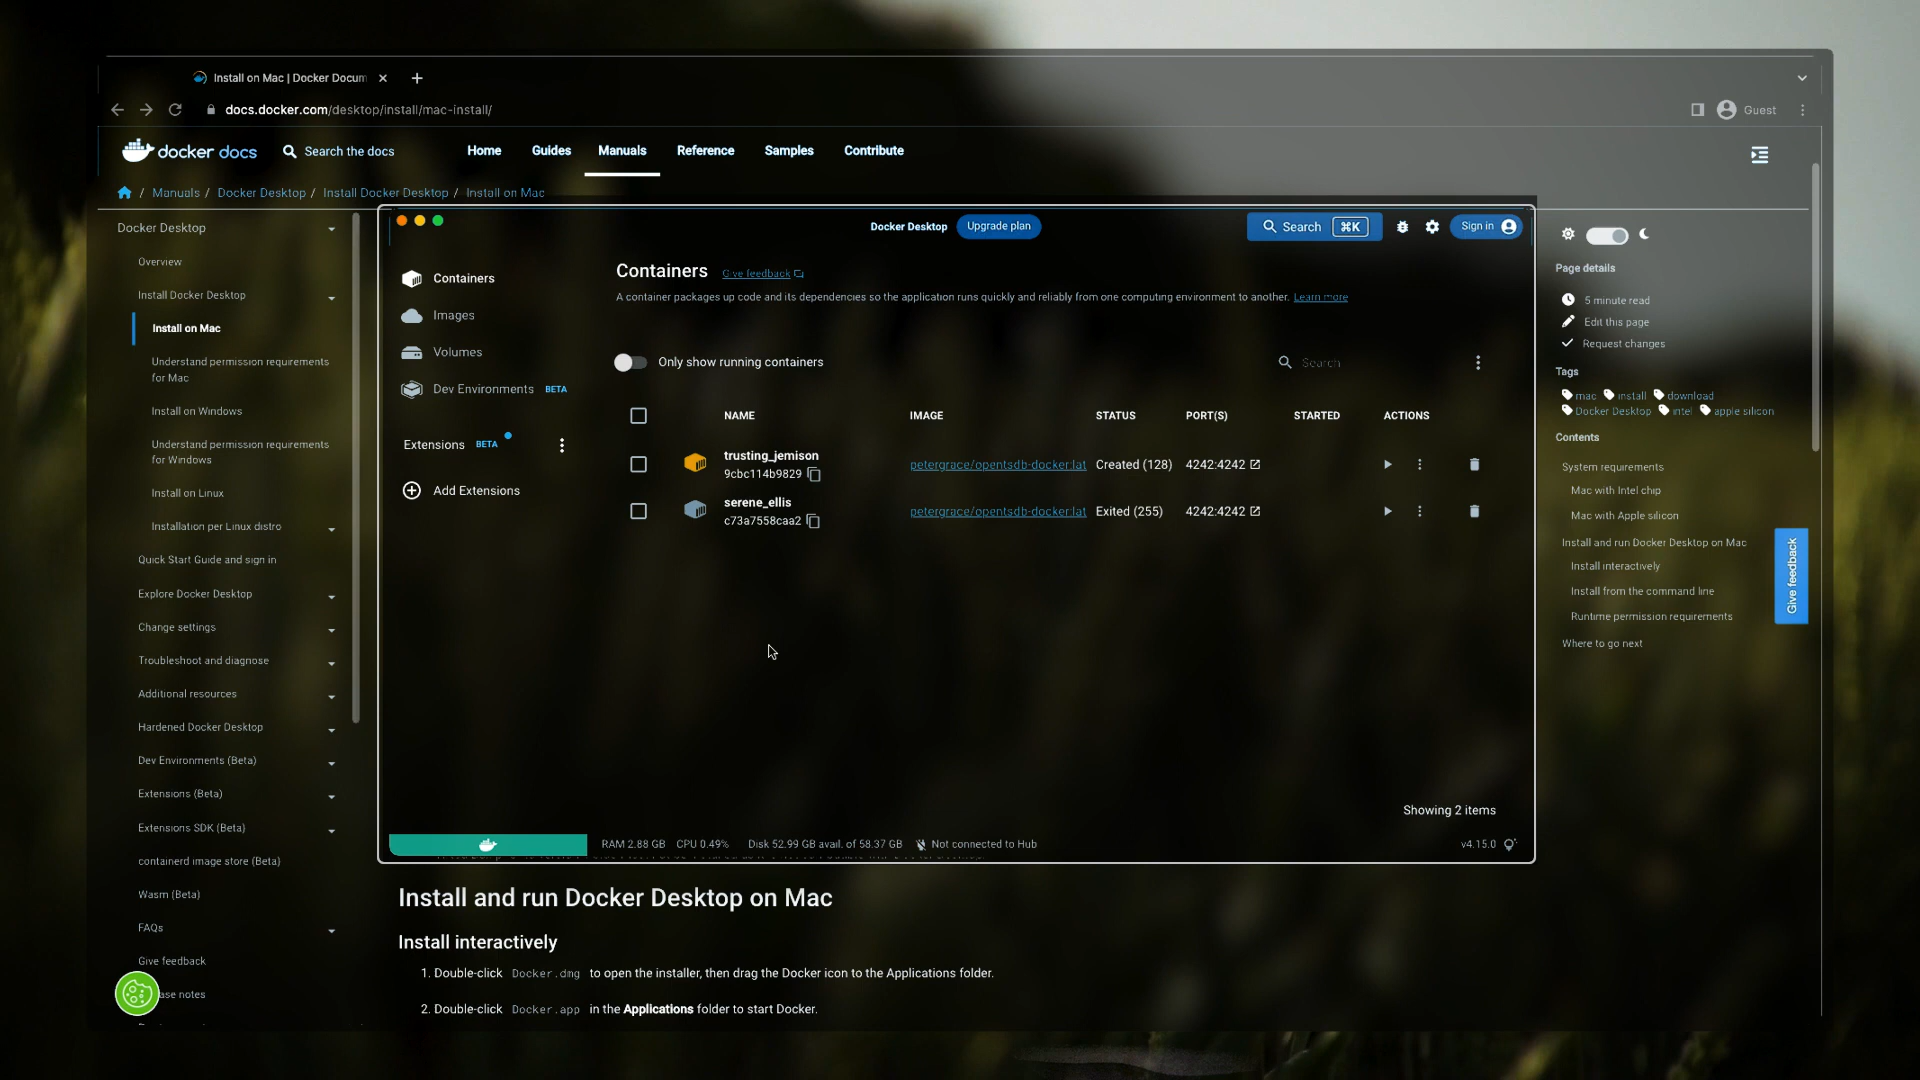 Install on Mac | Docker Docum
docs.docker.com/desktop/install/mac-install/
Guest
docker docs
Search the docs
Home
Guides
Manuals
Reference
Samples
Contribute
/ Manuals / Docker Desktop / Install Docker Desktop / Install on Mac
Docker Desktop
Overview
Install Docker Desktop
Install on Mac
Understand permission requirements
for Mac
Install on Windows
Understand permission requirements
for Windows
Install on Linux
Installation per Linux distro
Quick Start Guide and sign in
Explore Docker Desktop
Change settings
Troubleshoot and diagnose
Additional resources
Hardened Docker Desktop
Dev Environments (Beta)
Extensions (Beta)
Extensions SDK (Beta)
containerd image store (Beta)
Wasm (Beta)
FAQs
Give feedback
ase notes
Docker Desktop
Upgrade plan
Search ⌘K
Sign in
Containers
Images
Volumes
Dev Environments BETA
Extensions BETA
Add Extensions
Containers Give feedback
A container packages up code and its dependencies so the application runs quickly and reliably from one computing environment to another. Learn more
Only show running containers
Search
NAME IMAGE STATUS PORT(S) STARTED ACTIONS
trusting_jemison
9cbc114b9829
petergrace/opentsdb-docker:lat Created (128) 4242:4242
serene_ellis
c73a7558caa2
petergrace/opentsdb-docker:lat Exited (255) 4242:4242
Showing 2 items
RAM 2.88 GB CPU 0.49% Disk 52.99 GB avail. of 58.37 GB Not connected to Hub
v4.15.0
Install and run Docker Desktop on Mac
Install interactively
1. Double-click Docker.dmg to open the installer, then drag the Docker icon to the Applications folder.
2. Double-click Docker.app in the Applications folder to start Docker.
Page details
5 minute read
Edit this page
Request changes
Tags
mac install download
Docker Desktop intel apple silicon
Contents
System requirements
Mac with Intel chip
Mac with Apple silicon
Install and run Docker Desktop on Mac
Install interactively
Install from the command line
Runtime permission requirements
Where to go next
Give feedback